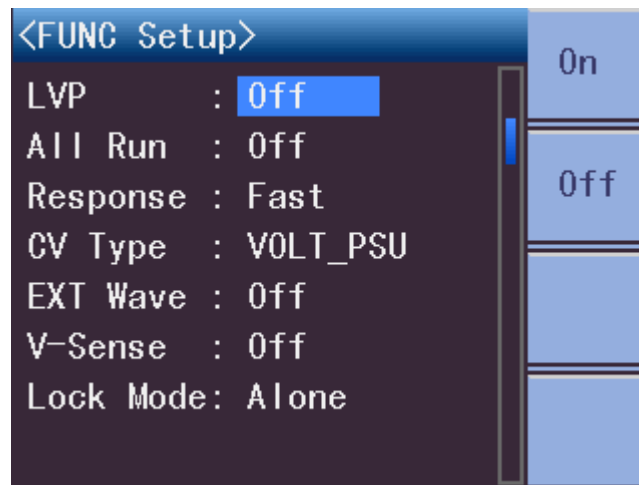 <FUNC Setup>
LVP : Off
All Run : Off
Response : Fast
CV Type : VOLT_PSU
EXT Wave : Off
V-Sense : Off
Lock Mode: Alone
On
Off